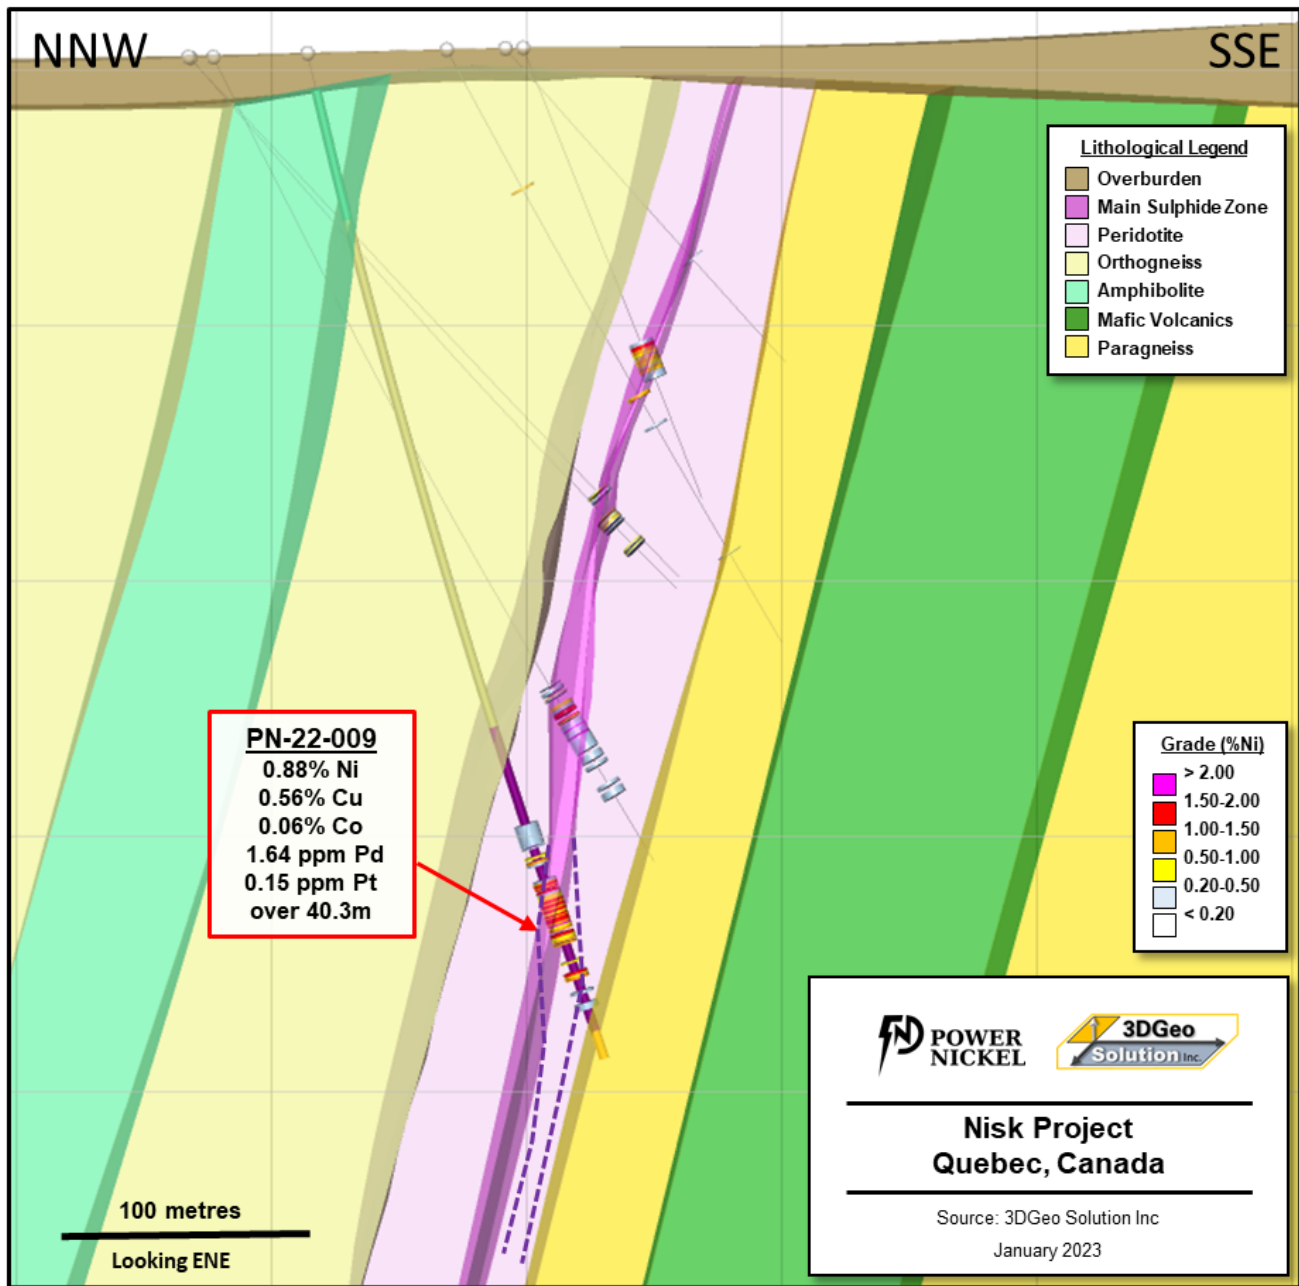 NNW
SSE
Lithological Legend
Overburden
Main Sulphide Zone
Peridotite
Orthogneiss
Amphibolite
Mafic Volcanics
Paragneiss
PN-22-009
0.88% Ni
0.56% Cu
0.06% Co
1.64 ppm Pd
0.15 ppm Pt
over 40.3m
Grade (%Ni)
> 2.00
1.50-2.00
1.00-1.50
0.50-1.00
0.20-0.50
< 0.20
POWER
NICKEL
3DGeo
Solution Inc.
Nisk Project
Quebec, Canada
Source: 3DGeo Solution Inc
January 2023
100 metres
Looking ENE